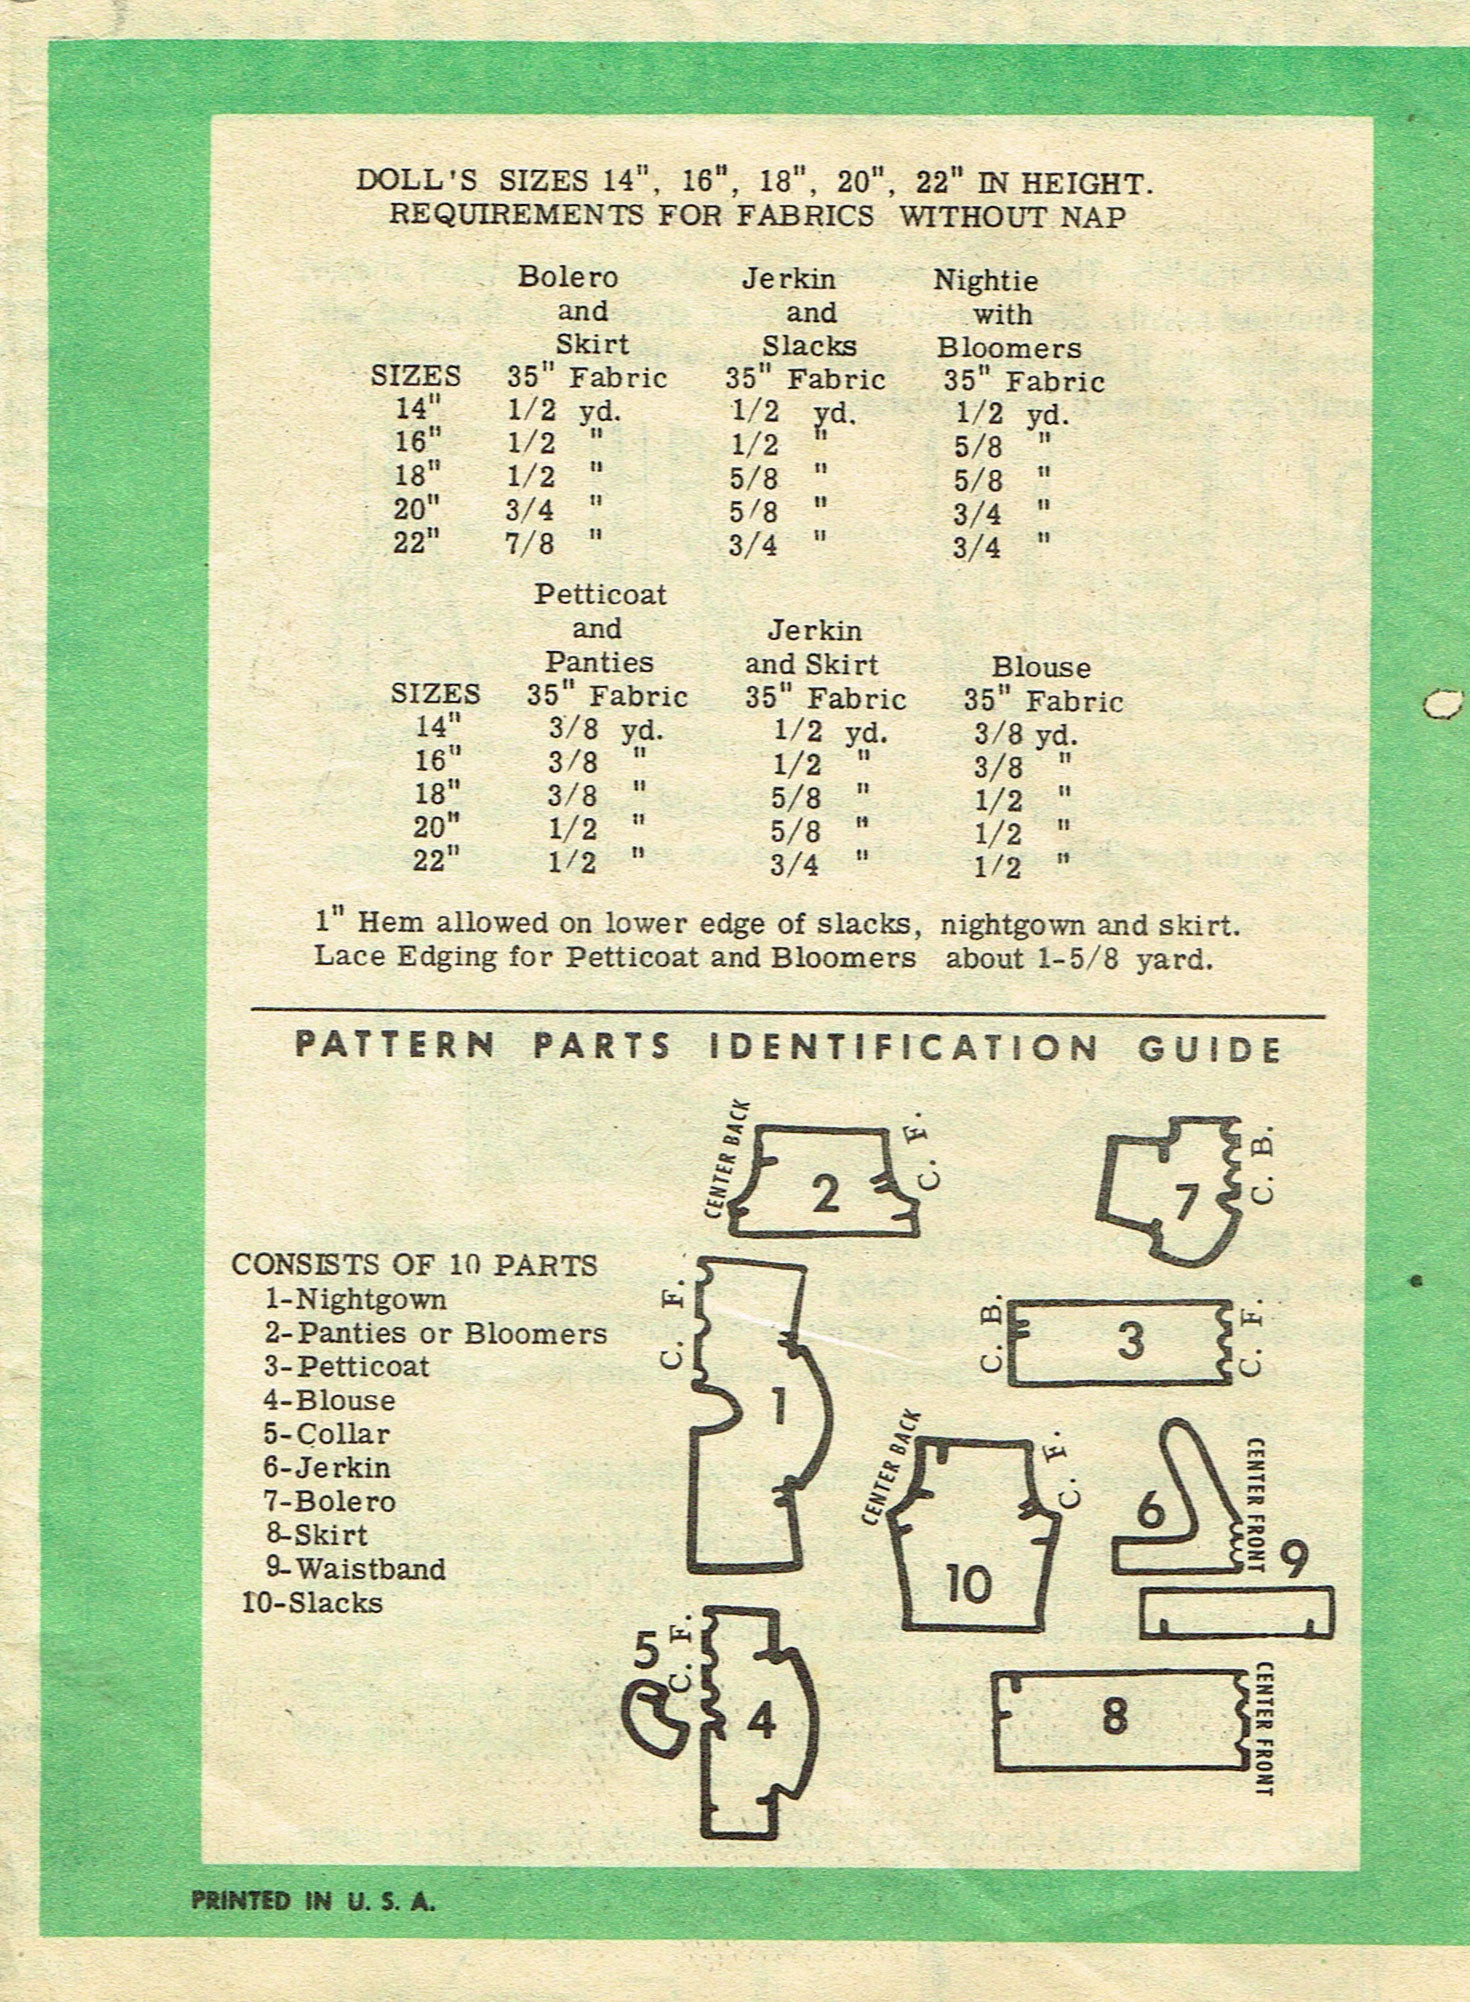 DOLL'S SIZES 14", 16", 18", 20", 22" IN HEIGHT.
REQUIREMENTS FOR FABRICS WITHOUT NAP
Bolero Jerkin Nightie
and and with
Skirt Slacks Bloomers
SIZES 35" Fabric 35" Fabric 35" Fabric
14" 1/2 yd. 1/2 yd. 1/2 yd.
16" 1/2 " 1/2 " 5/8 "
18" 1/2 " 5/8 " 5/8 "
20" 3/4 " 5/8 " 3/4 "
22" 7/8 " 3/4 " 3/4 "
Petticoat
and Jerkin
Panties and Skirt Blouse
SIZES 35" Fabric 35" Fabric 35" Fabric
14" 3/8 yd. 1/2 yd. 3/8 yd.
16" 3/8 " 1/2 " 3/8 "
18" 3/8 " 5/8 " 1/2 "
20" 1/2 " 5/8 " 1/2 "
22" 1/2 " 3/4 " 1/2 "
1" Hem allowed on lower edge of slacks, nightgown and skirt.
Lace Edging for Petticoat and Bloomers about 1-5/8 yard.
PATTERN PARTS IDENTIFICATION GUIDE
CONSISTS OF 10 PARTS
1-Nightgown
2-Panties or Bloomers
3-Petticoat
4-Blouse
5-Collar
6-Jerkin
7-Bolero
8-Skirt
9-Waistband
10-Slacks
CENTER BACK
2
C. F.
7
C. B.
C. F.
1
C. B.
3
C. F.
CENTER BACK
10
C. F.
6
CENTER FRONT
9
5
C. F.
4
8
CENTER FRONT
PRINTED IN U. S. A.